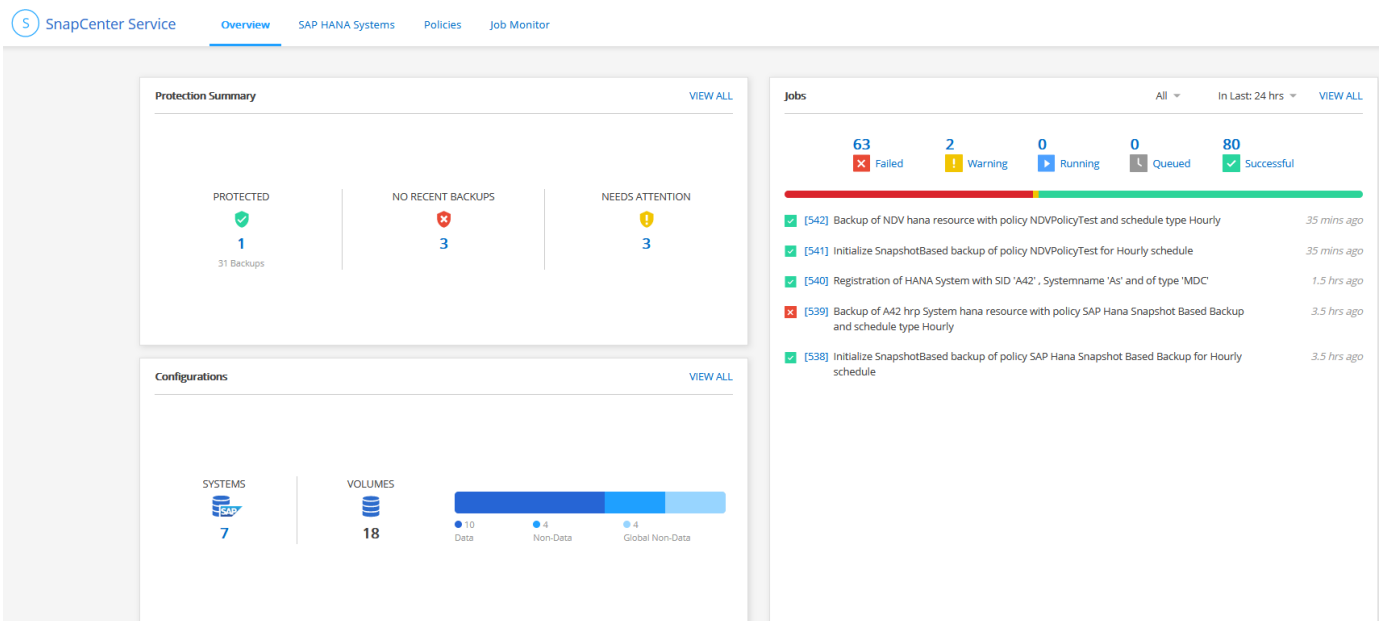 S SnapCenter Service Overview SAP HANA Systems Policies Job Monitor
Protection Summary VIEW ALL
PROTECTED NO RECENT BACKUPS NEEDS ATTENTION
1 3 3
31 Backups
Configurations VIEW ALL
SYSTEMS VOLUMES
SAP
7 18
10 4 4
Data Non-Data Global Non-Data
Jobs All In Last: 24 hrs VIEW ALL
63 2 0 0 80
Failed Warning Running Queued Successful
[542] Backup of NDV hana resource with policy NDVPolicyTest and schedule type Hourly 35 mins ago
[541] Initialize SnapshotBased backup of policy NDVPolicyTest for Hourly schedule 35 mins ago
[540] Registration of HANA System with SID 'A42' , Systemname 'As' and of type 'MDC' 1.5 hrs ago
[539] Backup of A42 hrp System hana resource with policy SAP Hana Snapshot Based Backup 3.5 hrs ago
and schedule type Hourly
[538] Initialize SnapshotBased backup of policy SAP Hana Snapshot Based Backup for Hourly 3.5 hrs ago
schedule